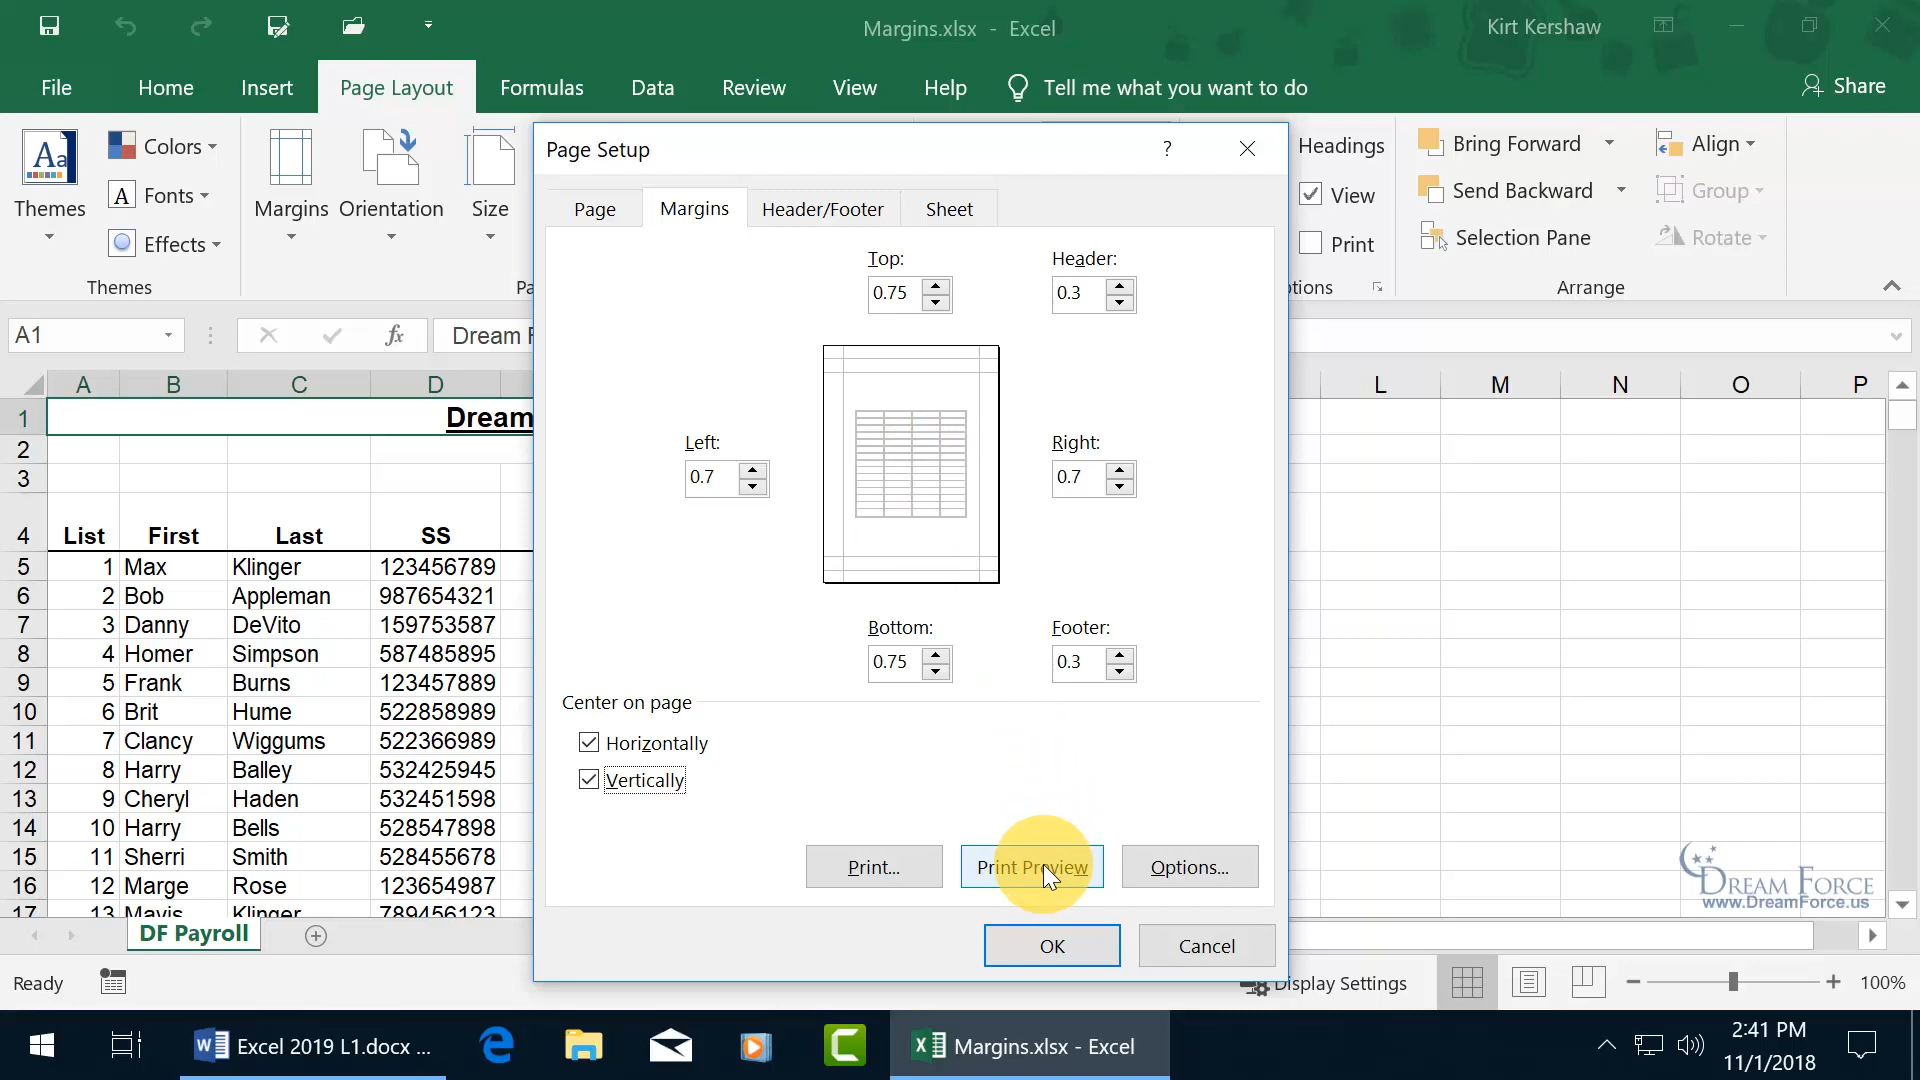 Margins.xlsx - Excel
Kirt Kershaw
File Home Insert Page Layout Formulas Data Review View Help Tell me what you want to do Share
Themes
Colors
Fonts
Effects
Themes
Margins
Orientation
Size
Headings
View
Print
Bring Forward
Send Backward
Selection Pane
Align
Group
Rotate
Arrange
A1
fx
Page Setup
?
Page Margins Header/Footer Sheet
Top:
0.75
Header:
0.3
Left:
0.7
Right:
0.7
Bottom:
0.75
Footer:
0.3
Center on page
Horizontally
Vertically
Print...
Print Preview
Options...
OK
Cancel
A B C D L M N O P
1 Dream
2
3
4 List First Last SS
5 1 Max Klinger 123456789
6 2 Bob Appleman 987654321
7 3 Danny DeVito 159753587
8 4 Homer Simpson 587485895
9 5 Frank Burns 123457889
10 6 Brit Hume 522858989
11 7 Clancy Wiggums 522366989
12 8 Harry Balley 532425945
13 9 Cheryl Haden 532451598
14 10 Harry Bells 528547898
15 11 Sherri Smith 528455678
16 12 Marge Rose 123654987
17 13 Mavis Klinger 789456123
DREAM FORCE
www.DreamForce.us
DF Payroll
Ready
Display Settings
100%
Excel 2019 L1.docx ...
Margins.xlsx - Excel
2:41 PM
11/1/2018